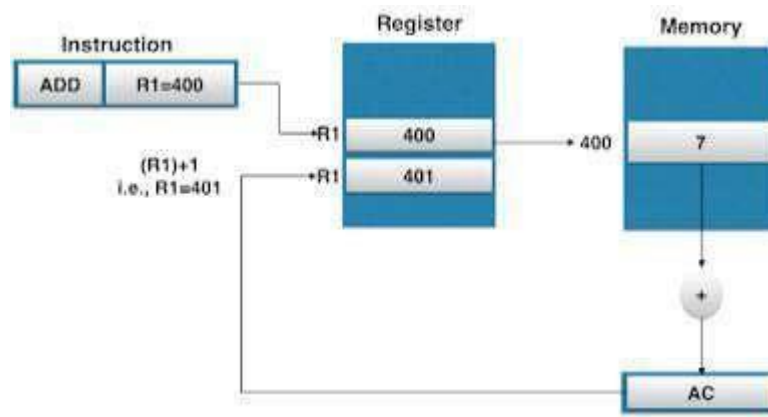 Instruction
Register
Memory
ADD
R1=400
R1
400
400
7
(R1)+1
i.e., R1=401
R1
401
+
AC